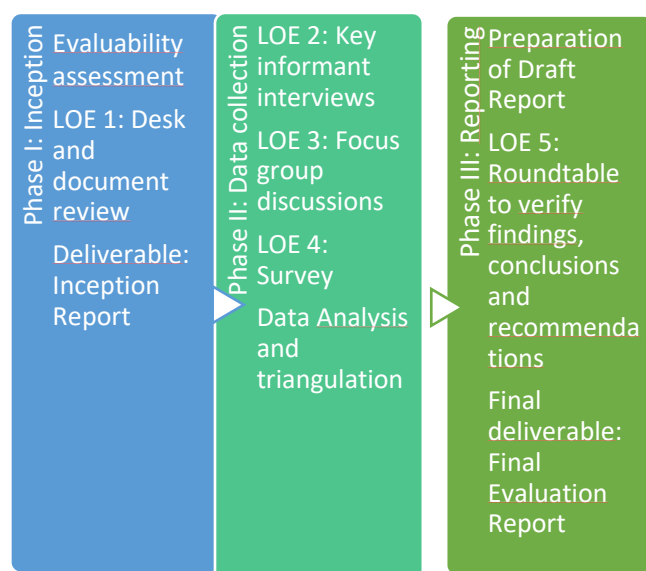 Phase I: Inception
Evaluability
assessment
LOE 1: Desk
and
document
review
Deliverable:
Inception
Report
Phase II: Data collection
LOE 2: Key
informant
interviews
LOE 3: Focus
group
discussions
LOE 4:
Survey
Data Analysis
and
triangulation
Phase III: Reporting
Preparation
of Draft
Report
LOE 5:
Roundtable
to verify
findings,
conclusions
and
recommenda
tions
Final
deliverable:
Final
Evaluation
Report